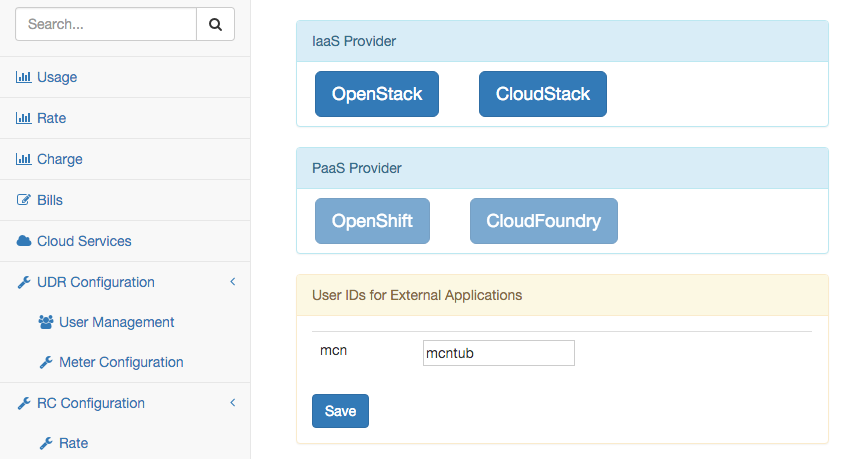 Search...
Usage
Rate
Charge
Bills
Cloud Services
UDR Configuration
User Management
Meter Configuration
RC Configuration
Rate
IaaS Provider
OpenStack CloudStack
PaaS Provider
OpenShift CloudFoundry
User IDs for External Applications
mcn mcntub
Save